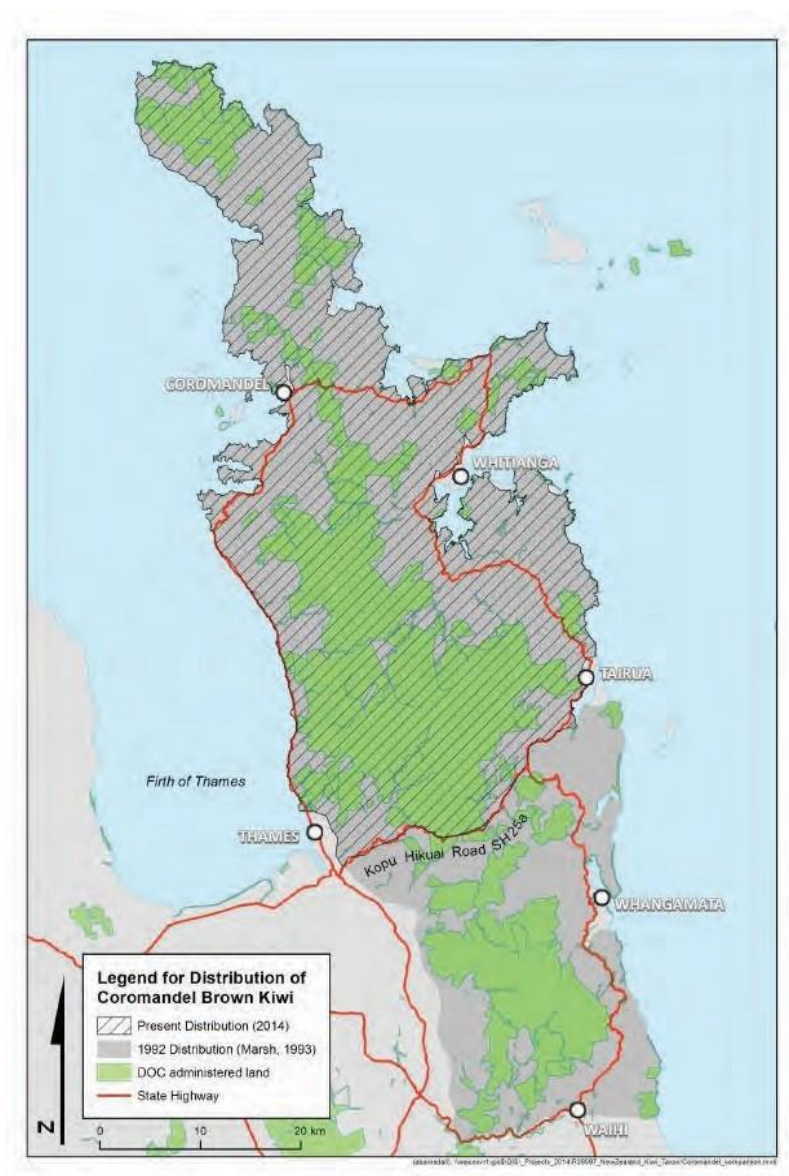 COROMANDEL
WHITIANGA
TAIRUA
Firth of Thames
THAMES
Kopu Hikuai Road SH25a
WHANGAMATA
Legend for Distribution of
Coromandel Brown Kiwi
Present Distribution (2014)
1992 Distribution (Marsh, 1993)
DOC administered land
State Highway
N
0 10 20 km
WAIHI